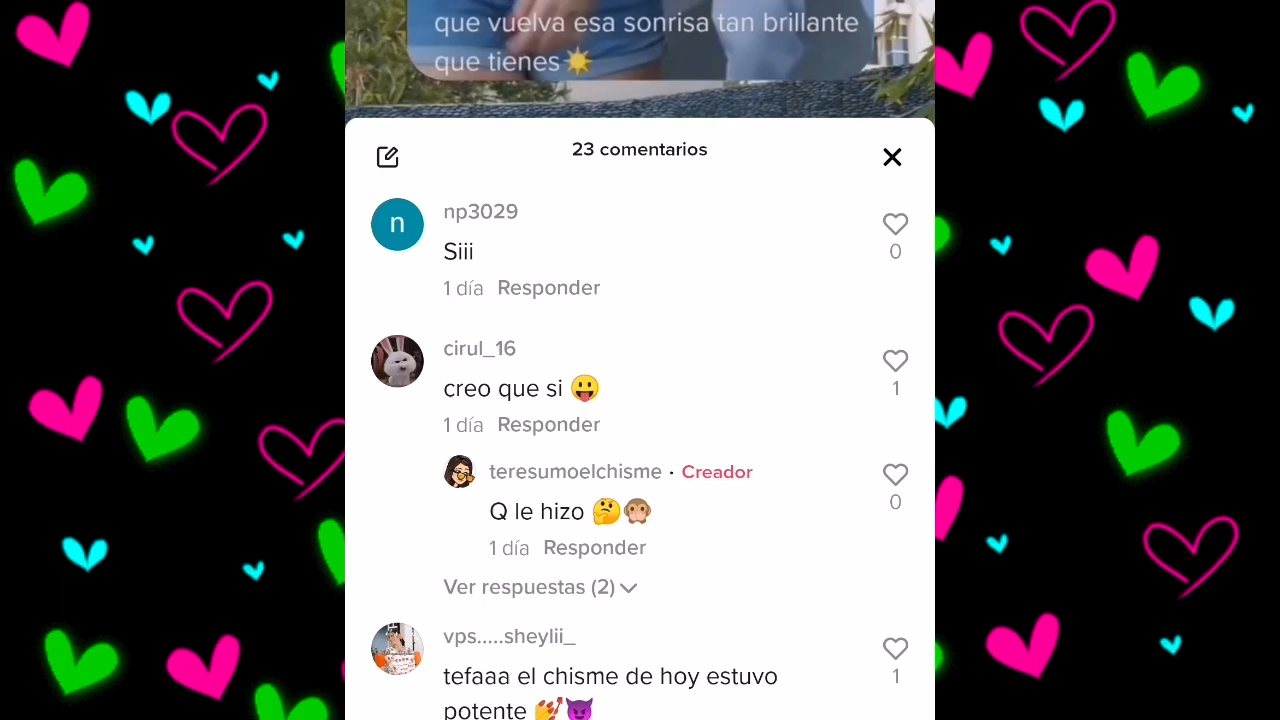 que vuelva esa sonrisa tan brillante
que tienes☀️
23 comentarios
n
np3029
Siii
0
1 día Responder
cirul_16
creo que si 😛
1
1 día Responder
teresumoelchisme · Creador
Q le hizo 🤔🙊
0
1 día Responder
Ver respuestas (2)
vps.....sheylii_
tefaaa el chisme de hoy estuvo
1
potente 💅😈